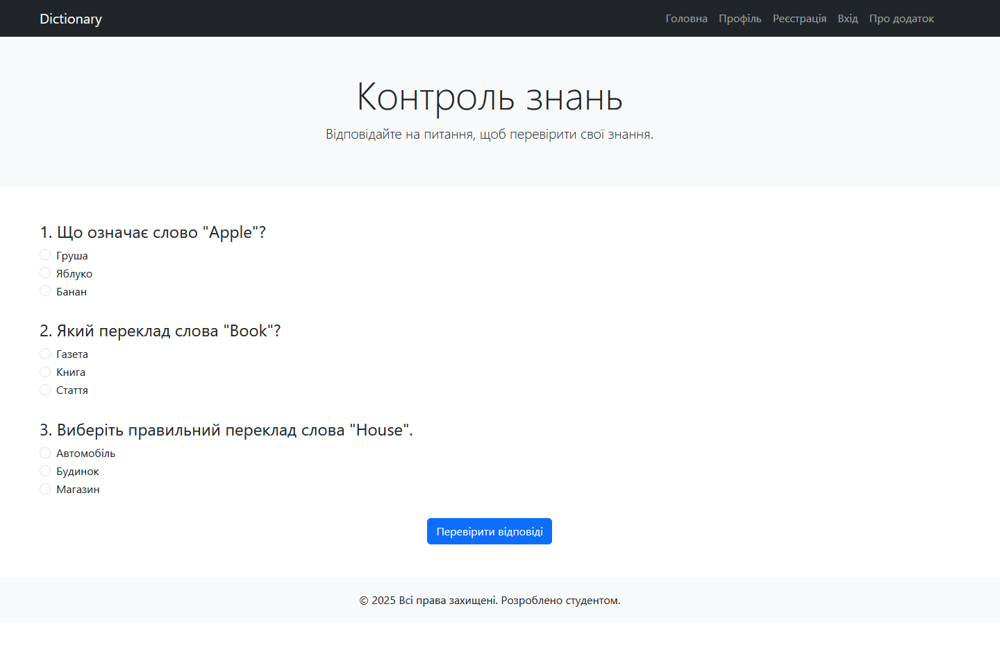 Dictionary
Головна Профіль Реєстрація Вхід Про додаток
Контроль знань
Відповідайте на питання, щоб перевірити свої знання.
1. Що означає слово "Apple"?
Груша
Яблуко
Банан
2. Який переклад слова "Book"?
Газета
Книга
Стаття
3. Виберіть правильний переклад слова "House".
Автомобіль
Будинок
Магазин
Перевірити відповіді
© 2025 Всі права захищені. Розроблено студентом.